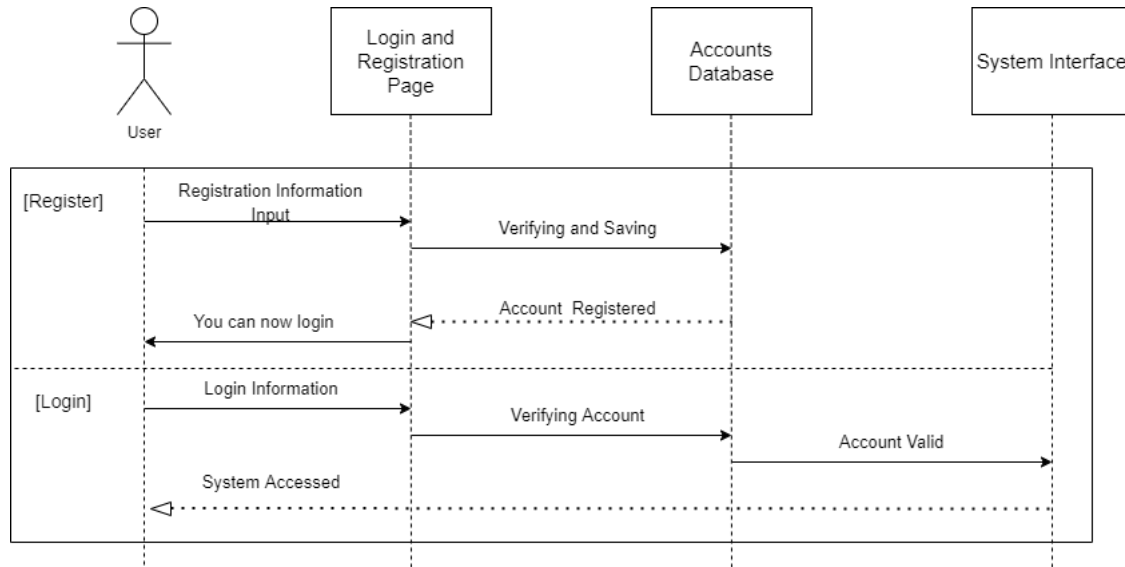 Login and
Registration
Page
Accounts
Database
System Interface
User
[Register]
Registration Information
Input
Verifying and Saving
Account Registered
You can now login
[Login]
Login Information
Verifying Account
Account Valid
System Accessed